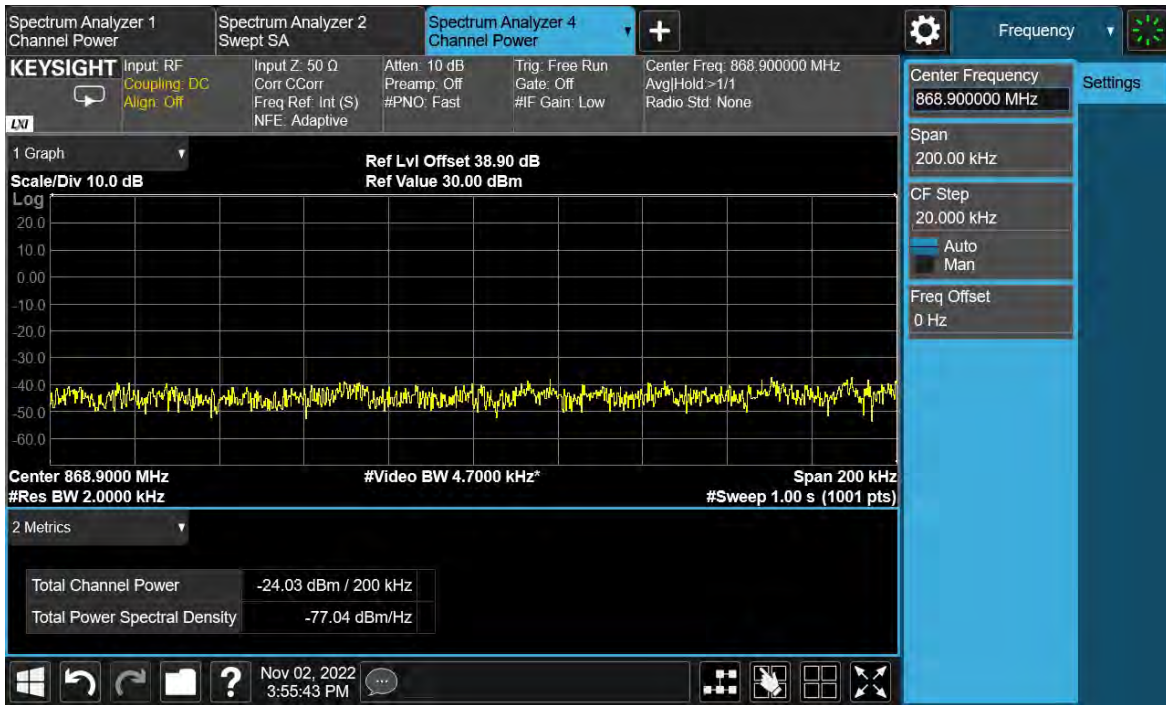 Spectrum Analyzer 1
Channel Power
Spectrum Analyzer 2
Swept SA
Spectrum Analyzer 4
Channel Power
Frequency
KEYSIGHT
LXI
Input: RF
Coupling: DC
Align: Off
Input Z: 50 Ω
Corr CCorr
Freq Ref: Int (S)
NFE: Adaptive
Atten: 10 dB
Preamp: Off
#PNO: Fast
Trig: Free Run
Gate: Off
#IF Gain: Low
Center Freq: 868.900000 MHz
Avg|Hold:>1/1
Radio Std: None
1 Graph
Scale/Div 10.0 dB
Ref Lvl Offset 38.90 dB
Ref Value 30.00 dBm
Log
20.0
10.0
0.00
-10.0
-20.0
-30.0
-40.0
-50.0
-60.0
Center 868.9000 MHz
#Res BW 2.0000 kHz
#Video BW 4.7000 kHz*
Span 200 kHz
#Sweep 1.00 s (1001 pts)
2 Metrics
Total Channel Power -24.03 dBm / 200 kHz
Total Power Spectral Density -77.04 dBm/Hz
?
Nov 02, 2022
3:55:43 PM
Center Frequency
868.900000 MHz
Span
200.00 kHz
CF Step
20.000 kHz
Auto
Man
Freq Offset
0 Hz
Settings